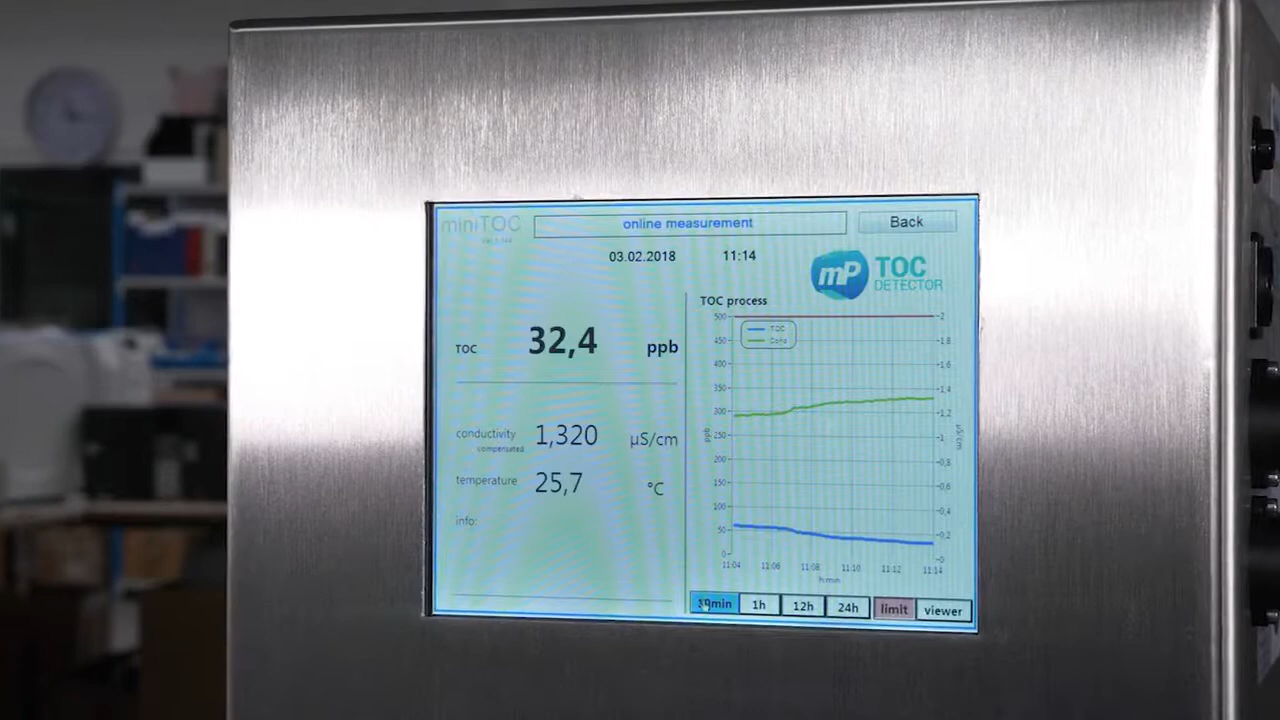 miniTOC
online measurement
Back
03.02.2018 11:14
mP TOC
DETECTOR
TOC process
TOC 32,4 ppb
conductivity 1,320 µS/cm
compensated
temperature 25,7 °C
info:
TOC
Cond
500
450
400
350
300
250
200
150
100
50
0
ppb
2
1,8
1,6
1,4
1,2
1
0,8
0,6
0,4
0,2
0
µS/cm
11:04 11:06 11:08 11:10 11:12 11:14
h:min
10min 1h 12h 24h limit viewer